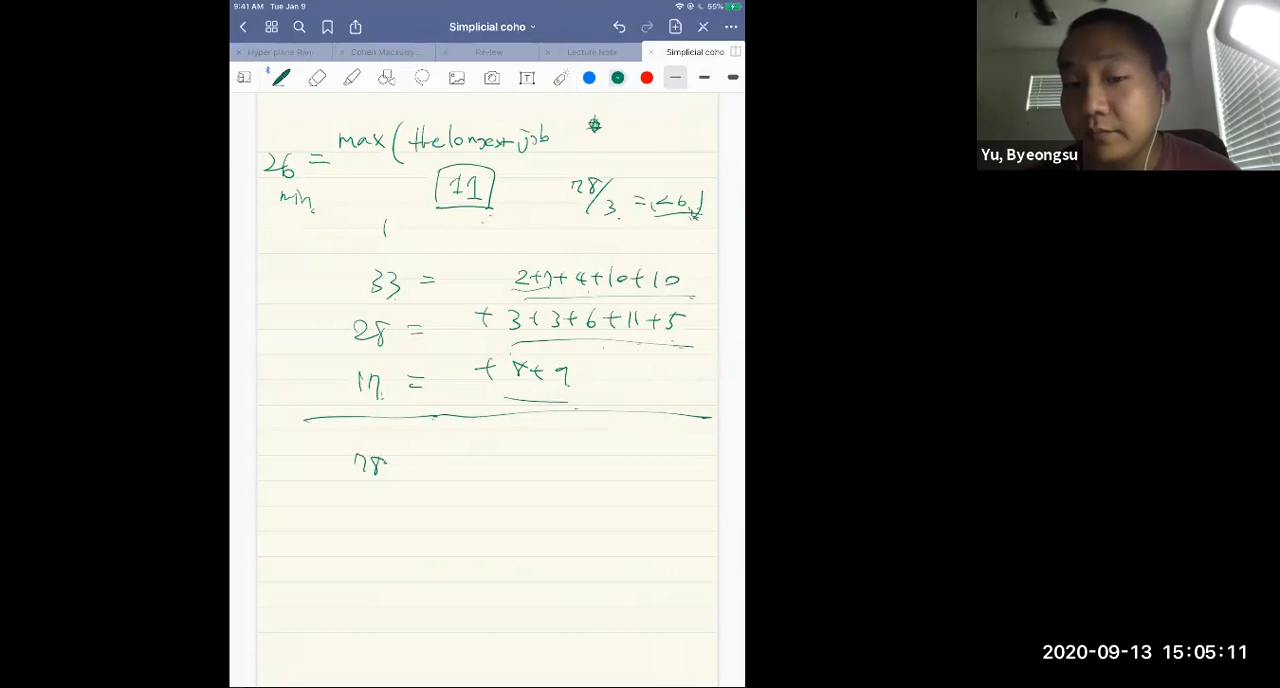 9:41 AM Tue Jan 9
55%
Simplicial coho
Hyper plane Ran
Cohen Macaulay
Review
Lecture Note
Simplicial coho
26 = max ( the longest job
min
11
78/3 = 26
33 = 2+7+4+10+10
28 = + 3+3+6+11+5
17 = + 8+9
78
Yu, Byeongsu
2020-09-13 15:05:11